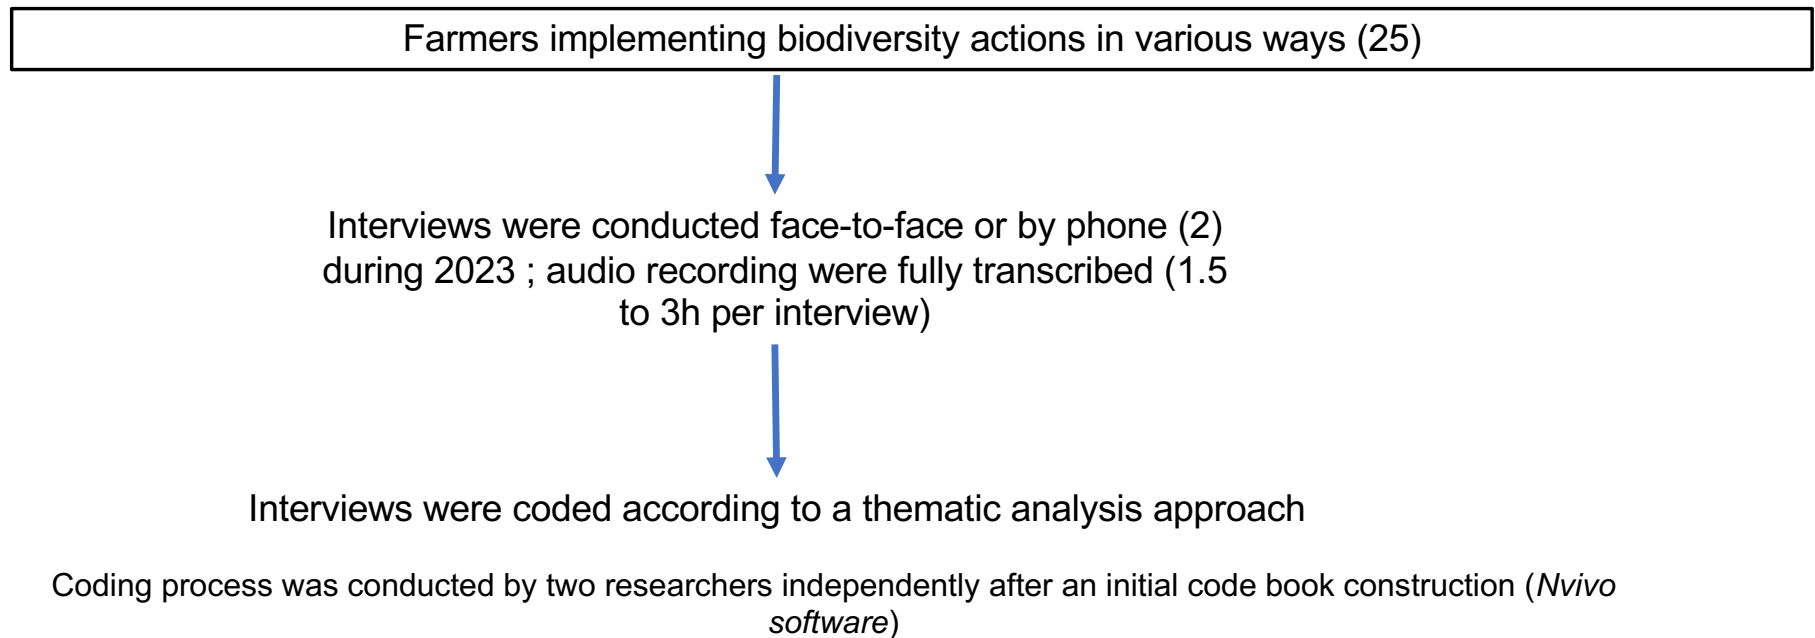 Farmers implementing biodiversity actions in various ways (25)
Interviews were conducted face-to-face or by phone (2)
during 2023 ; audio recording were fully transcribed (1.5
to 3h per interview)
Interviews were coded according to a thematic analysis approach
Coding process was conducted by two researchers independently after an initial code book construction (Nvivo
software)